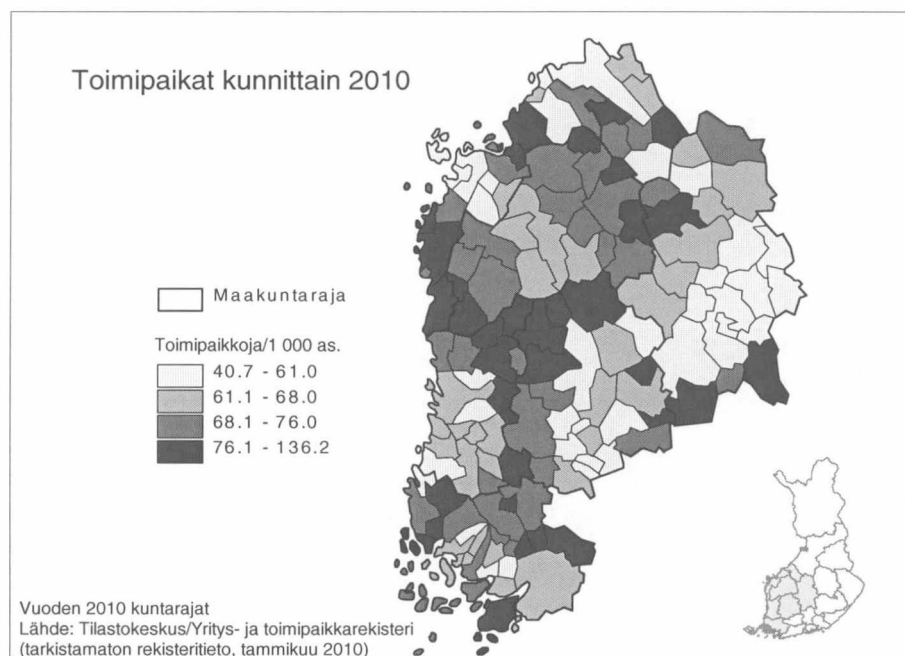 Toimipaikat kunnittain 2010
Maakuntaraja
Toimipaikkoja/1 000 as.
40.7 - 61.0
61.1 - 68.0
68.1 - 76.0
76.1 - 136.2
Vuoden 2010 kuntarajat
Lähde: Tilastokeskus/Yritys- ja toimipaikkarekisteri
(tarkistamaton rekisteritieto, tammikuu 2010)